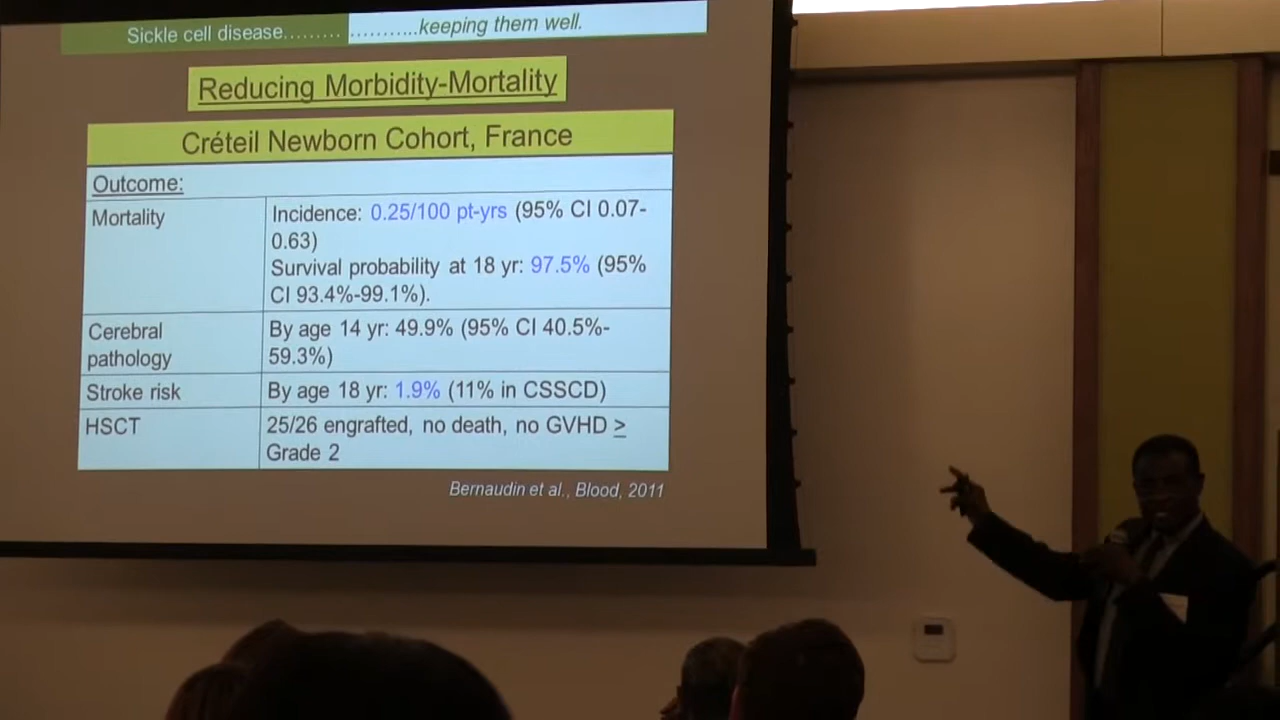 Sickle cell disease......... ...........keeping them well.
Reducing Morbidity-Mortality
Créteil Newborn Cohort, France
Outcome:
Mortality
Incidence: 0.25/100 pt-yrs (95% CI 0.07-
0.63)
Survival probability at 18 yr: 97.5% (95%
CI 93.4%-99.1%).
Cerebral
pathology
By age 14 yr: 49.9% (95% CI 40.5%-
59.3%)
Stroke risk
By age 18 yr: 1.9% (11% in CSSCD)
HSCT
25/26 engrafted, no death, no GVHD ≥
Grade 2
Bernaudin et al., Blood, 2011